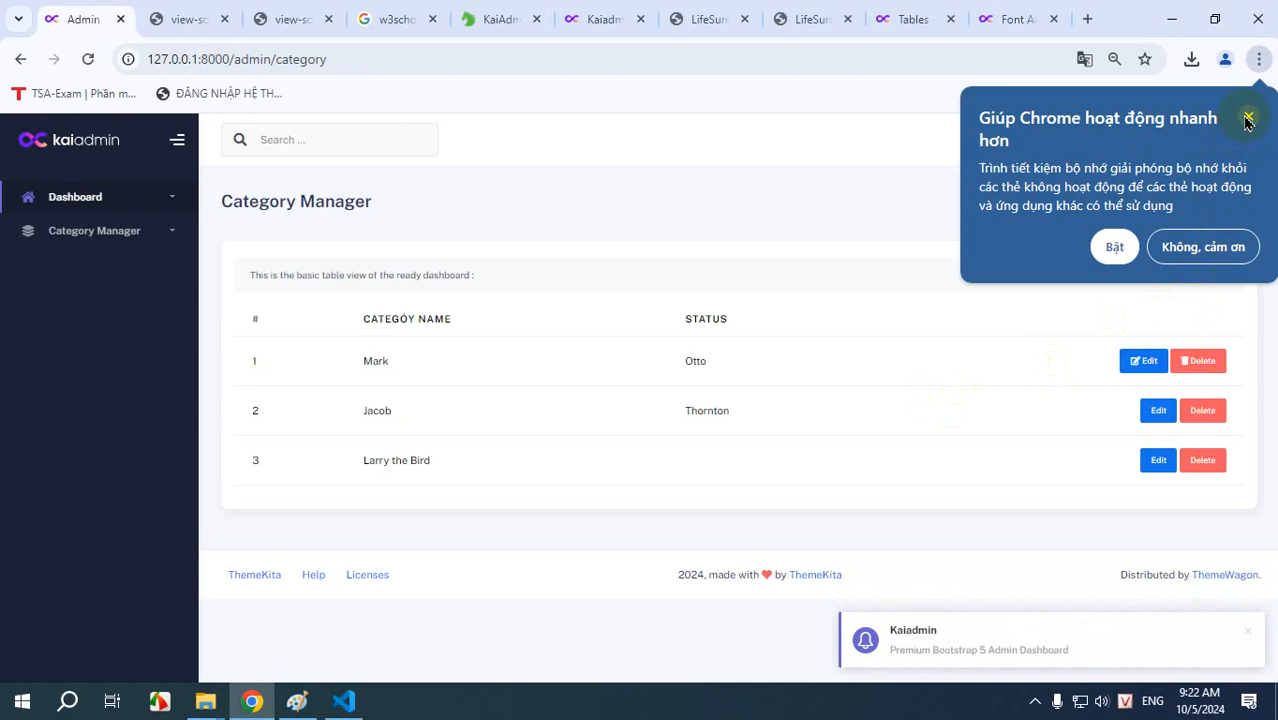 Admin
view-so
view-so
w3scho
KaiAdm
Kaiadm
LifeSure
LifeSur
Tables
Font Av
127.0.0.1:8000/admin/category
TSA-Exam | Phần m...
ĐĂNG NHẬP HỆ TH...
Giúp Chrome hoạt động nhanh
hơn
Trình tiết kiệm bộ nhớ giải phóng bộ nhớ khỏi
các thẻ không hoạt động để các thẻ hoạt động
và ứng dụng khác có thể sử dụng
Bật
Không, cảm ơn
kaiadmin
Search ...
Dashboard
Category Manager
Category Manager
This is the basic table view of the ready dashboard :
# CATEGÓY NAME STATUS
1 Mark Otto Edit Delete
2 Jacob Thornton Edit Delete
3 Larry the Bird Edit Delete
ThemeKita Help Licenses
2024, made with by ThemeKita
Distributed by ThemeWagon.
Kaiadmin
Premium Bootstrap 5 Admin Dashboard
V ENG
9:22 AM
10/5/2024